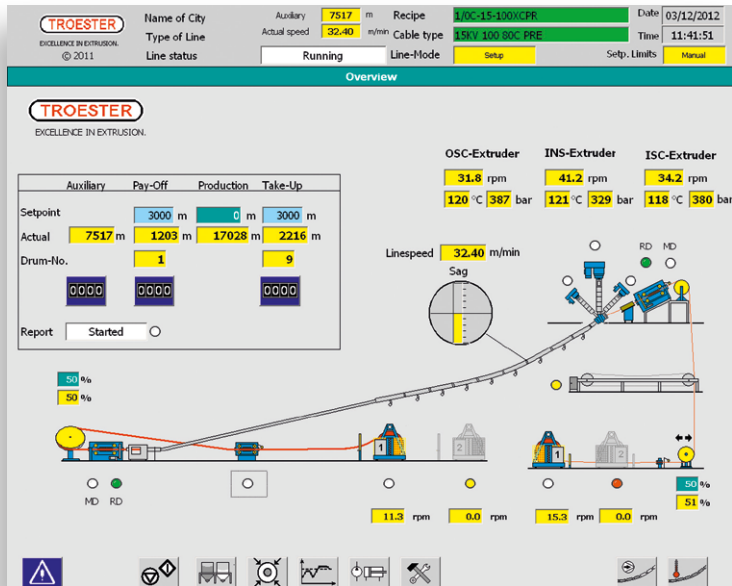 TROESTER
EXCELLENCE IN EXTRUSION.
© 2011
Name of City
Type of Line
Line status
Auxiliary 7517 m
Actual speed 32.40 m/min
Running
Recipe 1/0C-15-100XCPR
Cable type 15KV 100 80C PRE
Line-Mode Setup
Date 03/12/2012
Time 11:41:51
Setp. Limits Manual
Overview
TROESTER
EXCELLENCE IN EXTRUSION.
OSC-Extruder INS-Extruder ISC-Extruder
31.8 rpm 41.2 rpm 34.2 rpm
120 °C 387 bar 121 °C 329 bar 118 °C 380 bar
Auxiliary Pay-Off Production Take-Up
Setpoint 3000 m 0 m 3000 m
Actual 7517 m 1203 m 17028 m 2216 m
Drum-No. 1 9
0000 0000 0000
Report Started
Linespeed 32.40 m/min
Sag
RD MD
50 %
50 %
1 2 1 2
MD RD
50 %
51 %
11.3 rpm 0.0 rpm 15.3 rpm 0.0 rpm